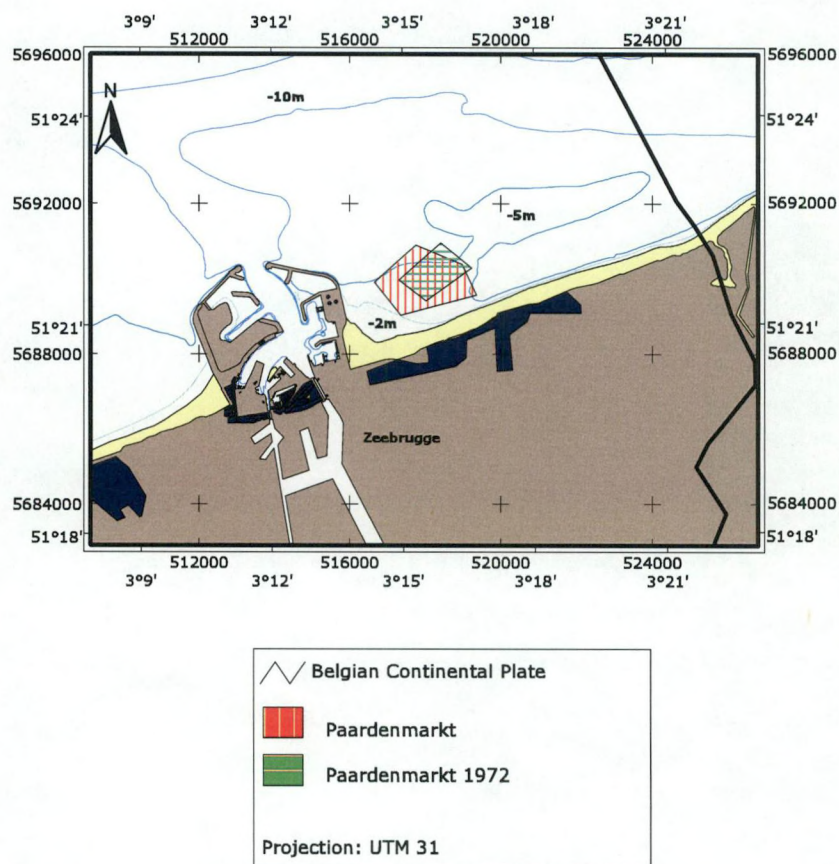 3°9' 3°12' 3°15' 3°18' 3°21'
512000 516000 520000 524000
5696000 5696000
N
-10m
51°24' 51°24'
5692000 5692000
-5m
51°21' 51°21'
-2m
5688000 5688000
Zeebrugge
5684000 5684000
51°18' 51°18'
512000 516000 520000 524000
3°9' 3°12' 3°15' 3°18' 3°21'
Belgian Continental Plate
Paardenmarkt
Paardenmarkt 1972
Projection: UTM 31